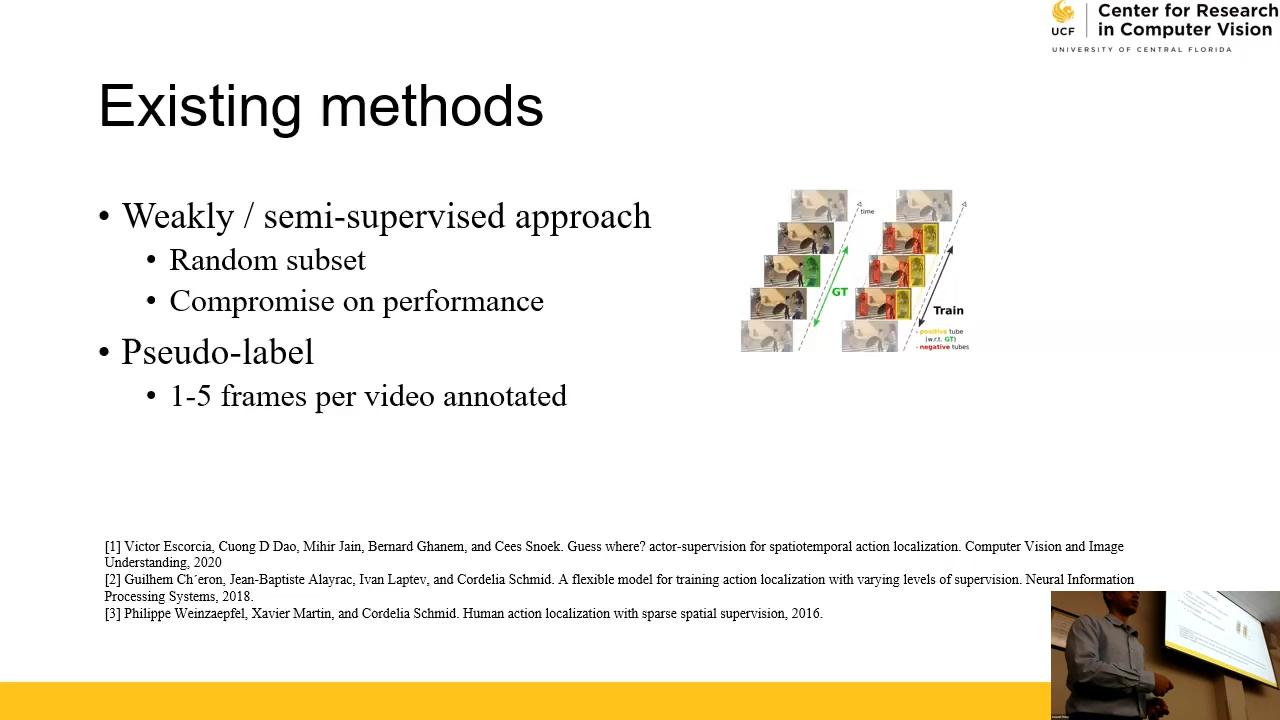 UCF
Center for Research
in Computer Vision
UNIVERSITY OF CENTRAL FLORIDA
Existing methods
• Weakly / semi-supervised approach
• Random subset
• Compromise on performance
• Pseudo-label
• 1-5 frames per video annotated
time
GT
Train
- positive tube
(w.r.t. GT)
- negative tubes
[1] Victor Escorcia, Cuong D Dao, Mihir Jain, Bernard Ghanem, and Cees Snoek. Guess where? actor-supervision for spatiotemporal action localization. Computer Vision and Image
Understanding, 2020
[2] Guilhem Ch´eron, Jean-Baptiste Alayrac, Ivan Laptev, and Cordelia Schmid. A flexible model for training action localization with varying levels of supervision. Neural Information
Processing Systems, 2018.
[3] Philippe Weinzaepfel, Xavier Martin, and Cordelia Schmid. Human action localization with sparse spatial supervision, 2016.